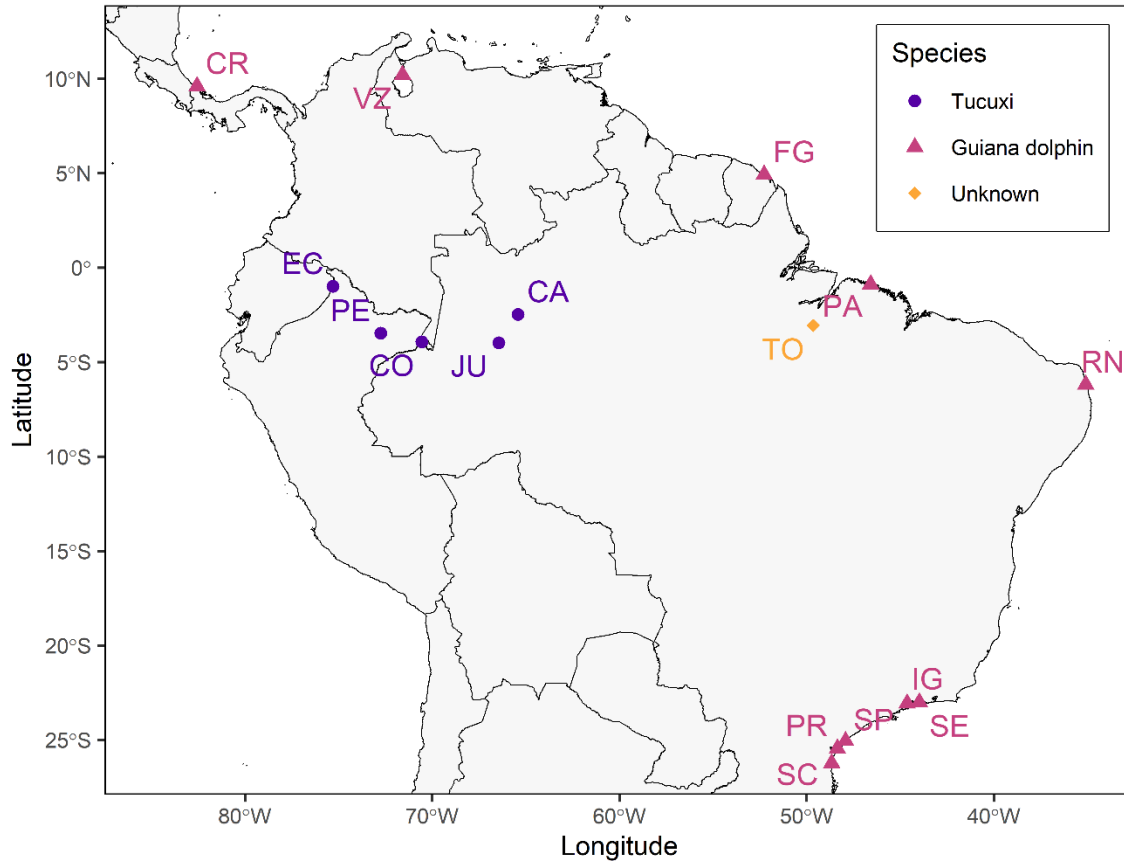 CR
VZ
FG
EC
PE
CA
CO
JU
PA
TO
RN
IG
SE
SP
PR
SC
Species
Tucuxi
Guiana dolphin
Unknown
10°N
5°N
0°
5°S
10°S
15°S
20°S
25°S
Latitude
80°W
70°W
60°W
50°W
40°W
Longitude